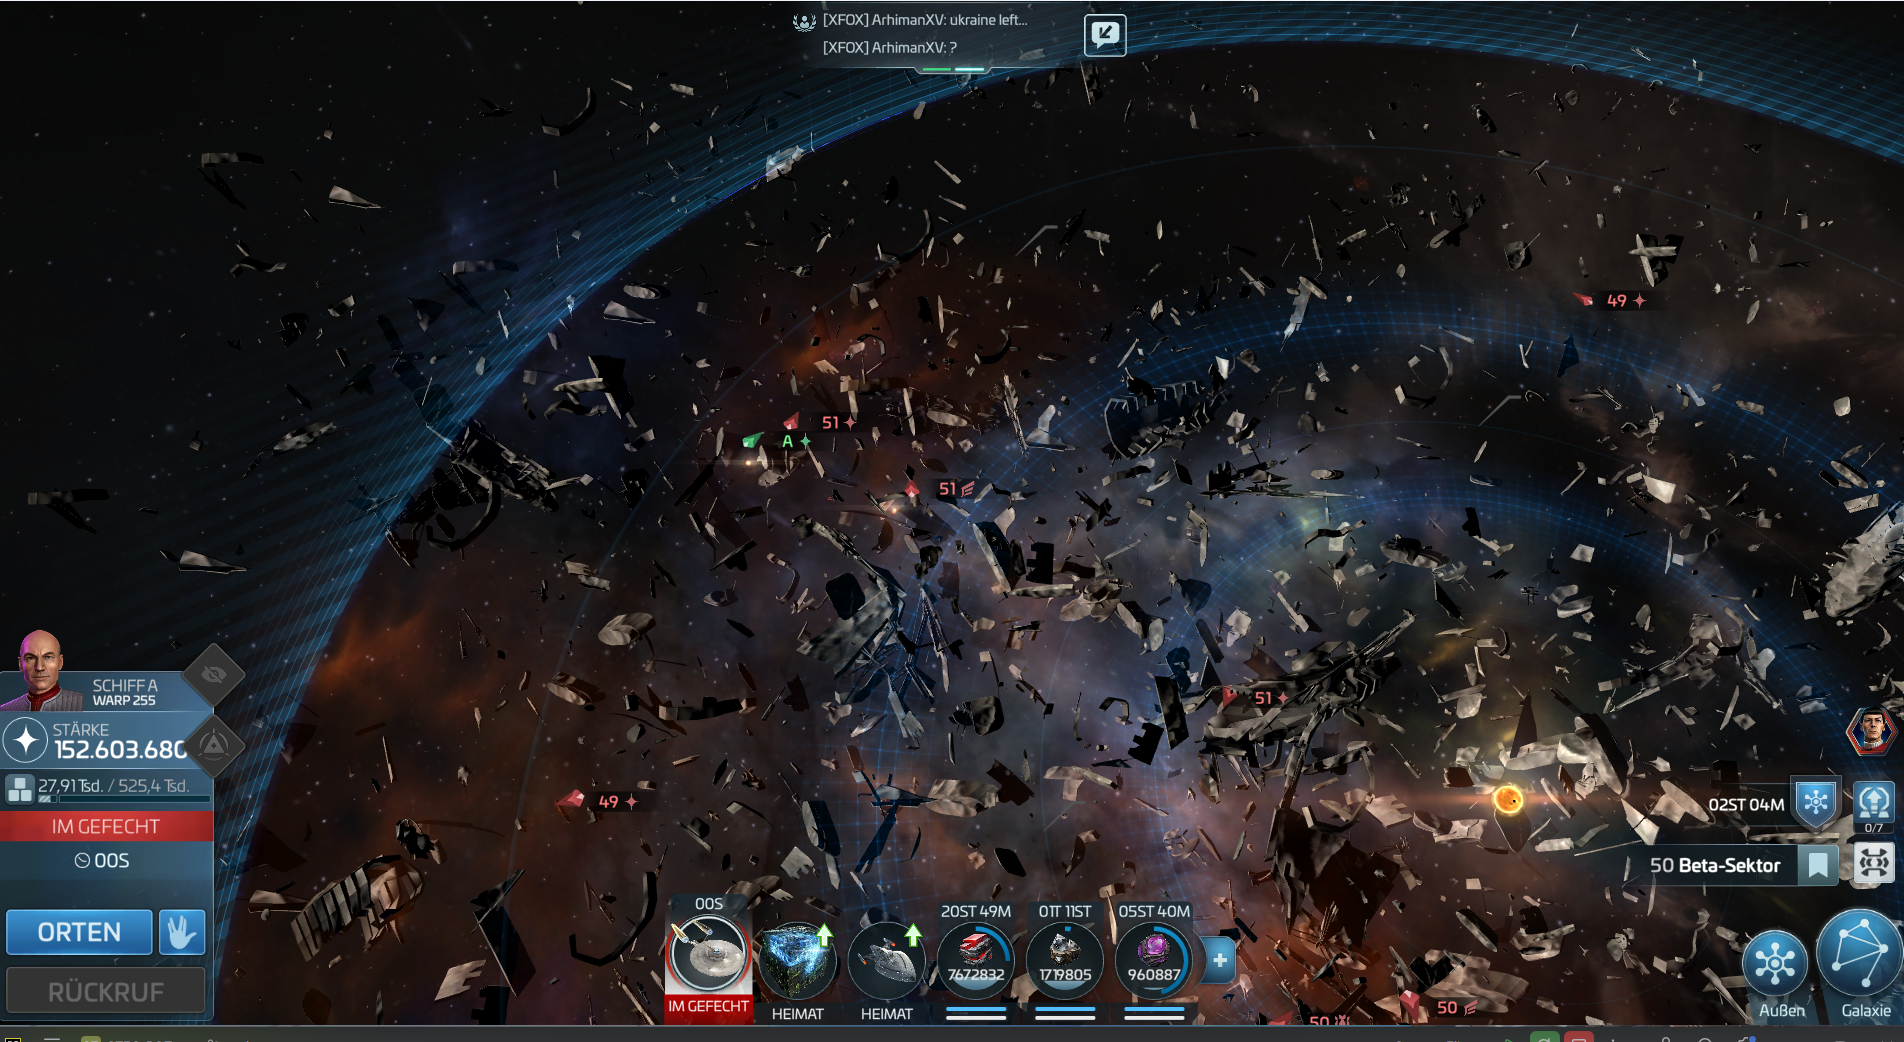 [XFOX] ArhimanXV: ukraine left...
[XFOX] ArhimanXV: ?
49
51
A
51
51
49
SCHIFF A
WARP 255
STÄRKE
152.603.680
27,91 Tsd. / 525,4 Tsd.
IM GEFECHT
00S
ORTEN
RÜCKRUF
02ST 04M
0/7
50 Beta-Sektor
00S
IM GEFECHT
HEIMAT
HEIMAT
20ST 49M
7672832
01T 11ST
1719805
05ST 40M
960887
+
50
50
Außen
Galaxie